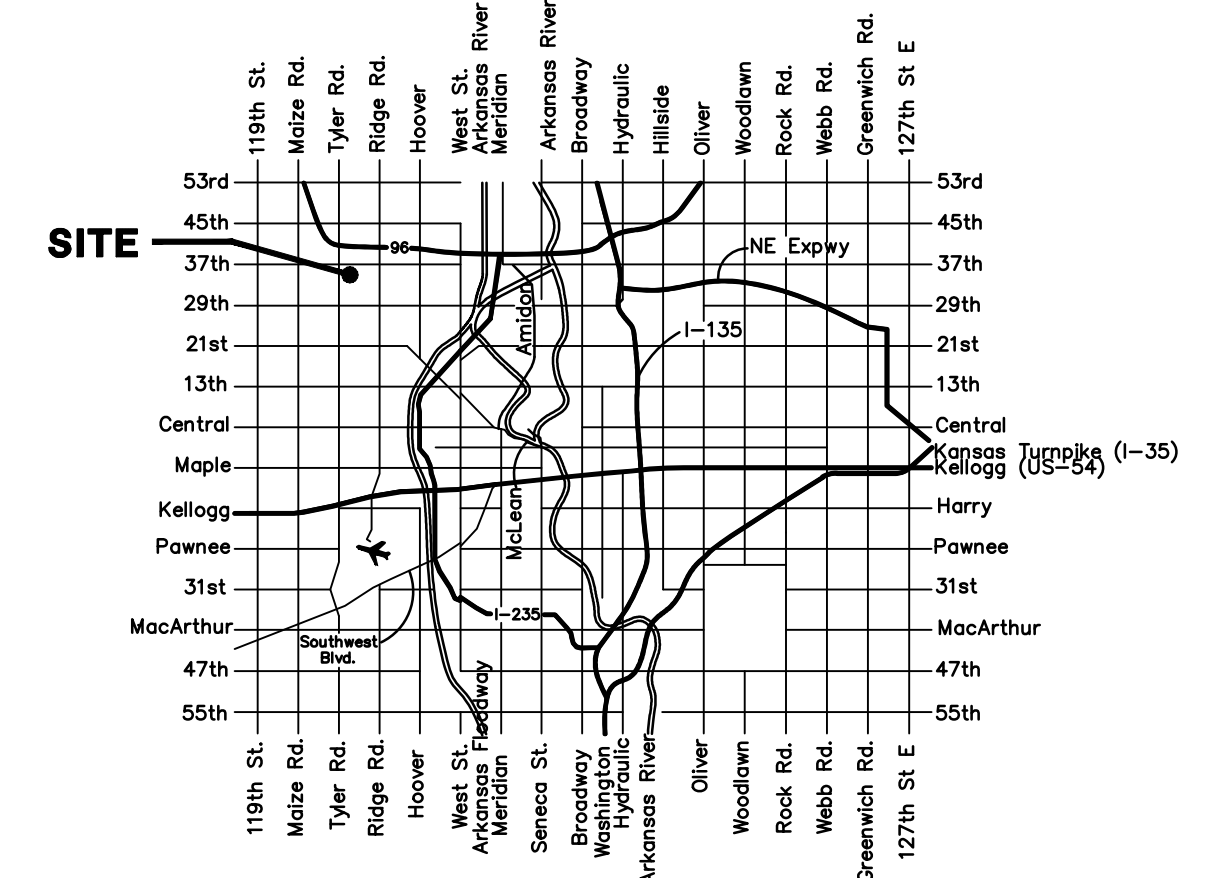 119th St.
Maize Rd.
Tyler Rd.
Ridge Rd.
Hoover
West St.
Arkansas River
Meridian
Arkansas River
Broadway
Hydraulic
Hillside
Oliver
Woodlawn
Rock Rd.
Webb Rd.
Greenwich Rd.
127th St E
53rd
53rd
45th
45th
SITE
96
NE Expwy
37th
37th
29th
29th
Amidon
I-135
21st
21st
13th
13th
Central
Central
Kansas Turnpike (I-35)
Maple
Kellogg (US-54)
Kellogg
Harry
McLean
Pawnee
Pawnee
31st
31st
I-235
MacArthur
MacArthur
Southwest
Blvd.
47th
47th
55th
55th
119th St.
Maize Rd.
Tyler Rd.
Ridge Rd.
Hoover
West St.
Arkansas Floodway
Meridian
Seneca St.
Broadway
Washington
Hydraulic
Arkansas River
Oliver
Woodlawn
Rock Rd.
Webb Rd.
Greenwich Rd.
127th St E